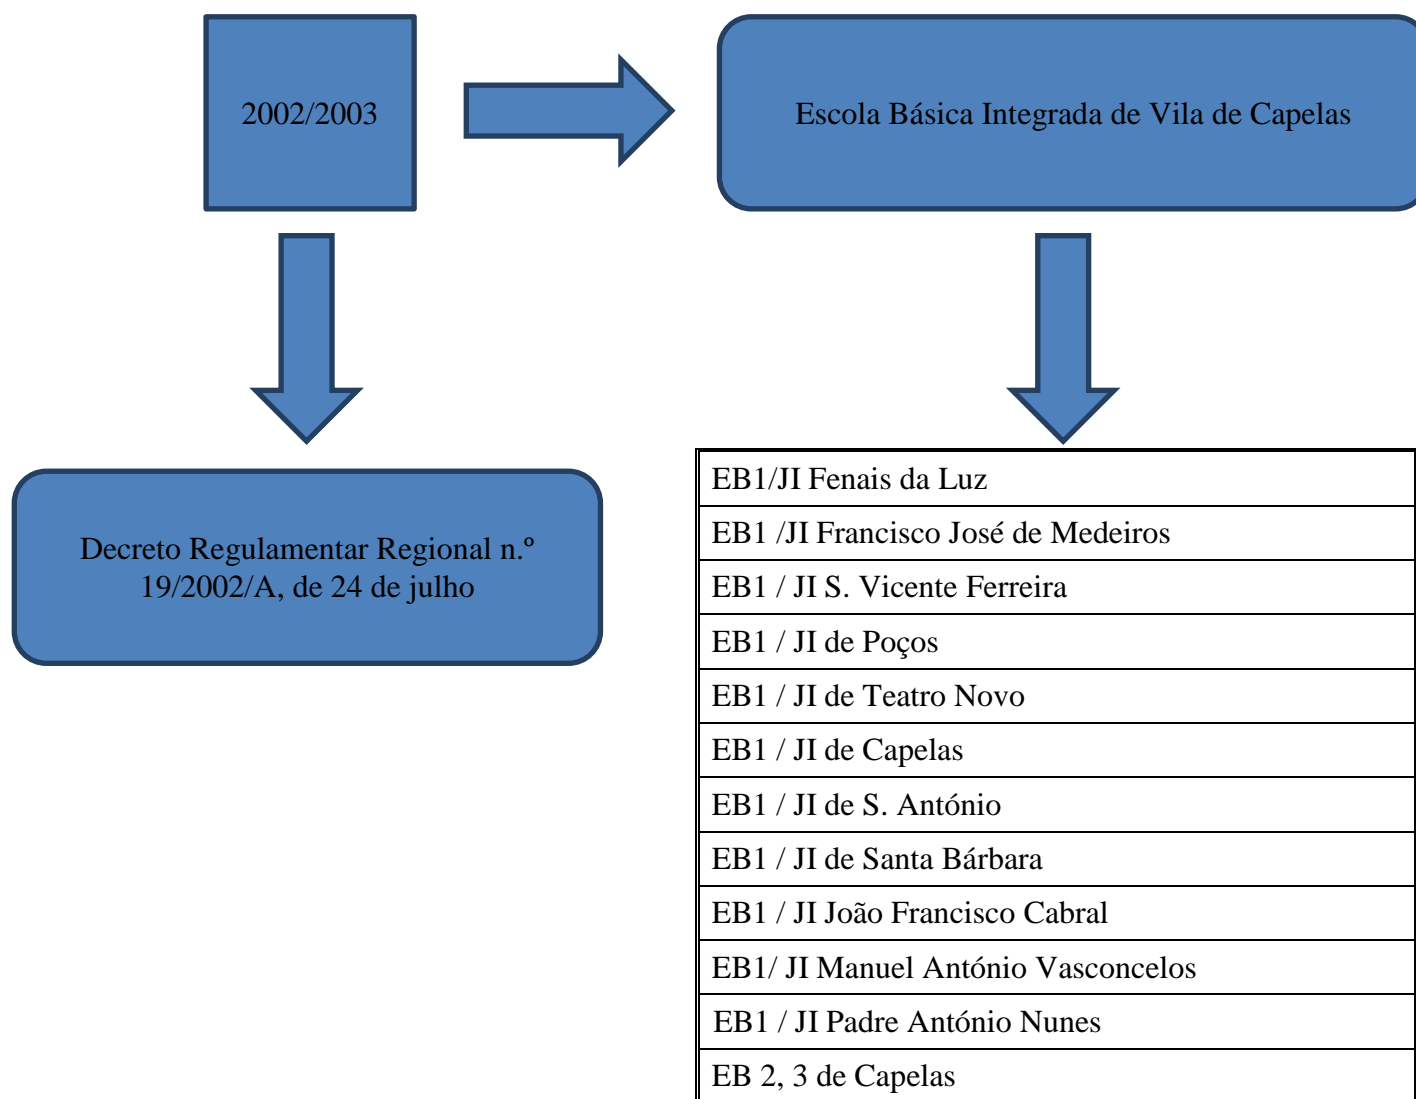 2002/2003
Escola Básica Integrada de Vila de Capelas
Decreto Regulamentar Regional n.º
19/2002/A, de 24 de julho
EB1/JI Fenais da Luz
EB1 /JI Francisco José de Medeiros
EB1 / JI S. Vicente Ferreira
EB1 / JI de Poços
EB1 / JI de Teatro Novo
EB1 / JI de Capelas
EB1 / JI de S. António
EB1 / JI de Santa Bárbara
EB1 / JI João Francisco Cabral
EB1/ JI Manuel António Vasconcelos
EB1 / JI Padre António Nunes
EB 2, 3 de Capelas